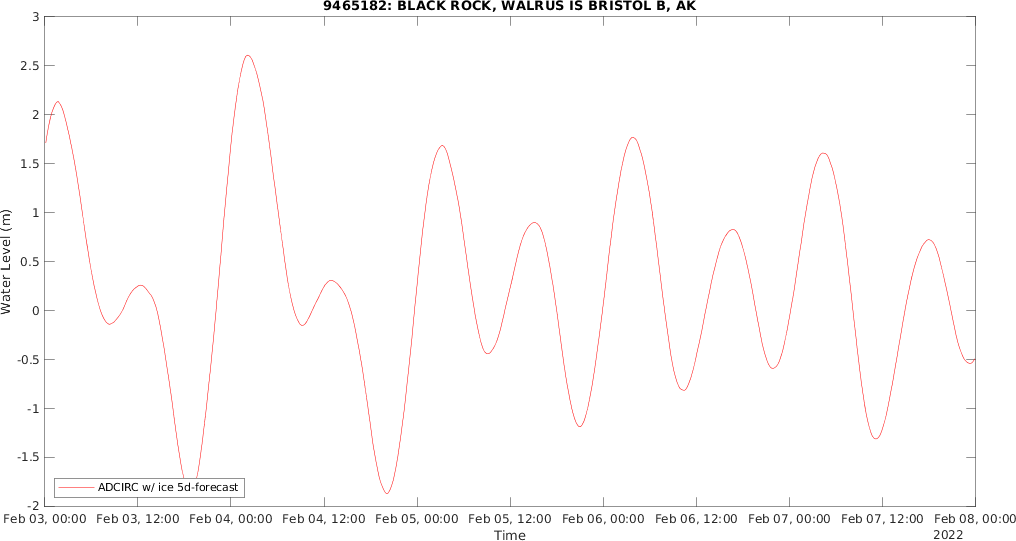 9465182: BLACK ROCK, WALRUS IS BRISTOL B, AK
3
2.5
2
1.5
1
0.5
0
-0.5
-1
-1.5
-2
Water Level (m)
ADCIRC w/ ice 5d-forecast
Feb 03, 00:00 Feb 03, 12:00 Feb 04, 00:00 Feb 04, 12:00 Feb 05, 00:00 Feb 05, 12:00 Feb 06, 00:00 Feb 06, 12:00 Feb 07, 00:00 Feb 07, 12:00 Feb 08, 00:00
Time
2022